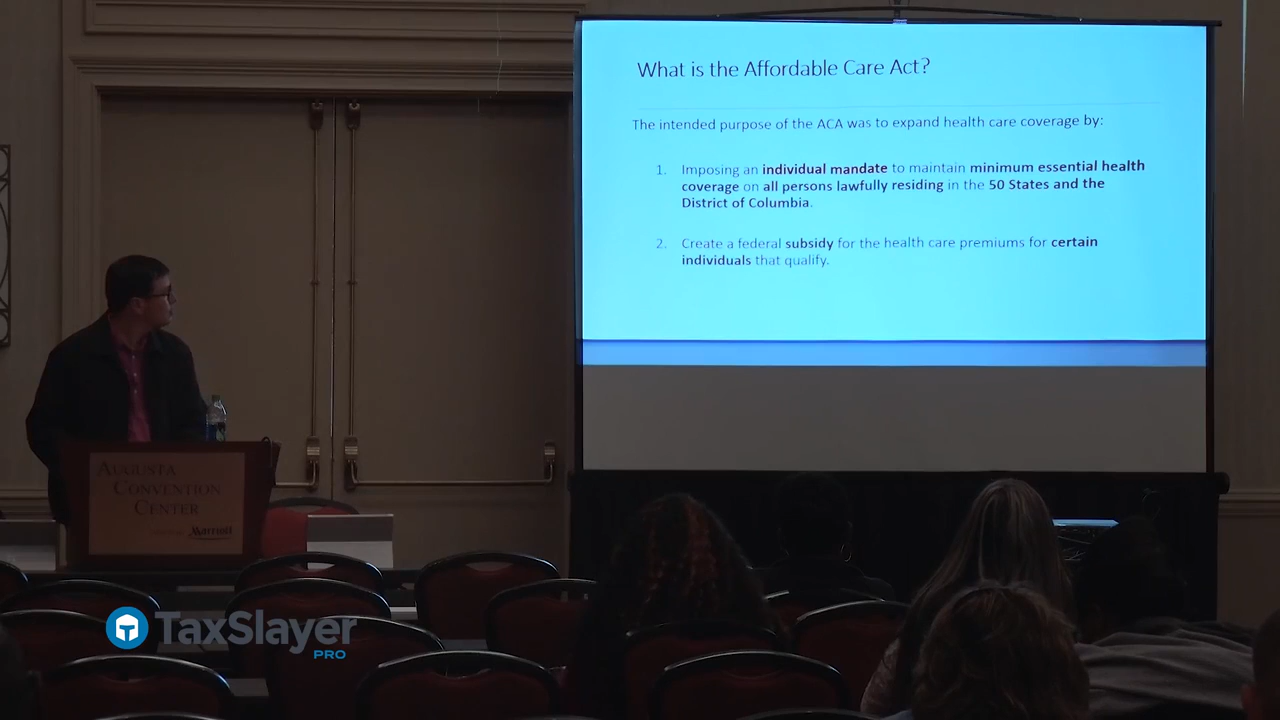 What is the Affordable Care Act?
The intended purpose of the ACA was to expand health care coverage by:
1. Imposing an individual mandate to maintain minimum essential health
coverage on all persons lawfully residing in the 50 States and the
District of Columbia.
2. Create a federal subsidy for the health care premiums for certain
individuals that qualify.
AUGUSTA
CONVENTION
CENTER
Marriott
TaxSlayer
PRO